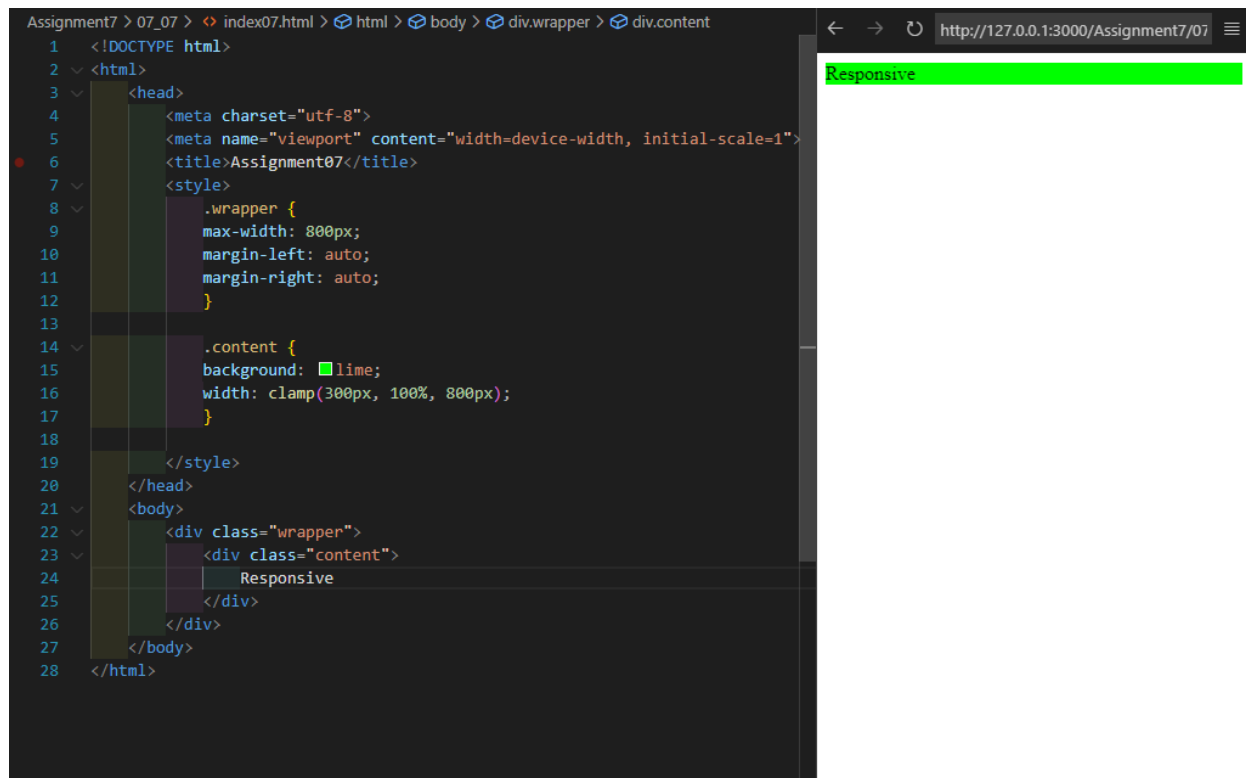 Assignment7 > 07_07 > index07.html > html > body > div.wrapper > div.content
1 <!DOCTYPE html>
2 <html>
3 <head>
4 <meta charset="utf-8">
5 <meta name="viewport" content="width=device-width, initial-scale=1">
6 <title>Assignment07</title>
7 <style>
8 .wrapper {
9 max-width: 800px;
10 margin-left: auto;
11 margin-right: auto;
12 }
13
14 .content {
15 background: lime;
16 width: clamp(300px, 100%, 800px);
17 }
18
19 </style>
20 </head>
21 <body>
22 <div class="wrapper">
23 <div class="content">
24 Responsive
25 </div>
26 </div>
27 </body>
28 </html>
http://127.0.0.1:3000/Assignment7/07
Responsive